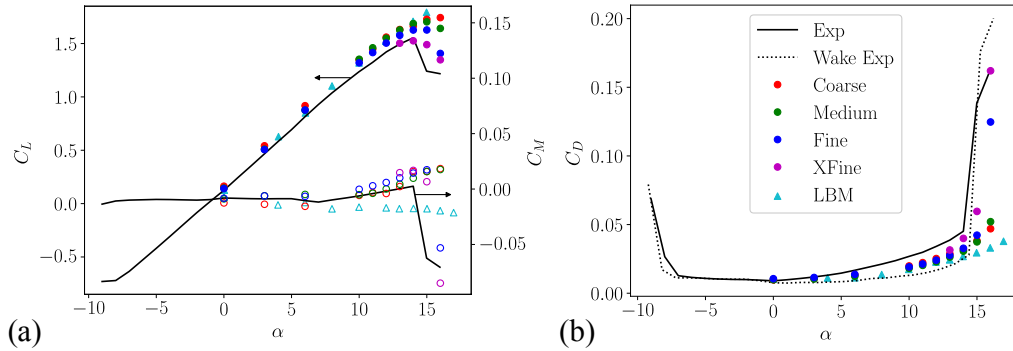 1.5
1.0
0.5
0.0
−0.5
C_L
−10
−5
0
5
10
15
α
0.15
0.10
0.05
0.00
−0.05
C_M
(a)
0.20
0.15
0.10
0.05
0.00
C_D
−10
−5
0
5
10
15
α
Exp
Wake Exp
Coarse
Medium
Fine
XFine
LBM
(b)